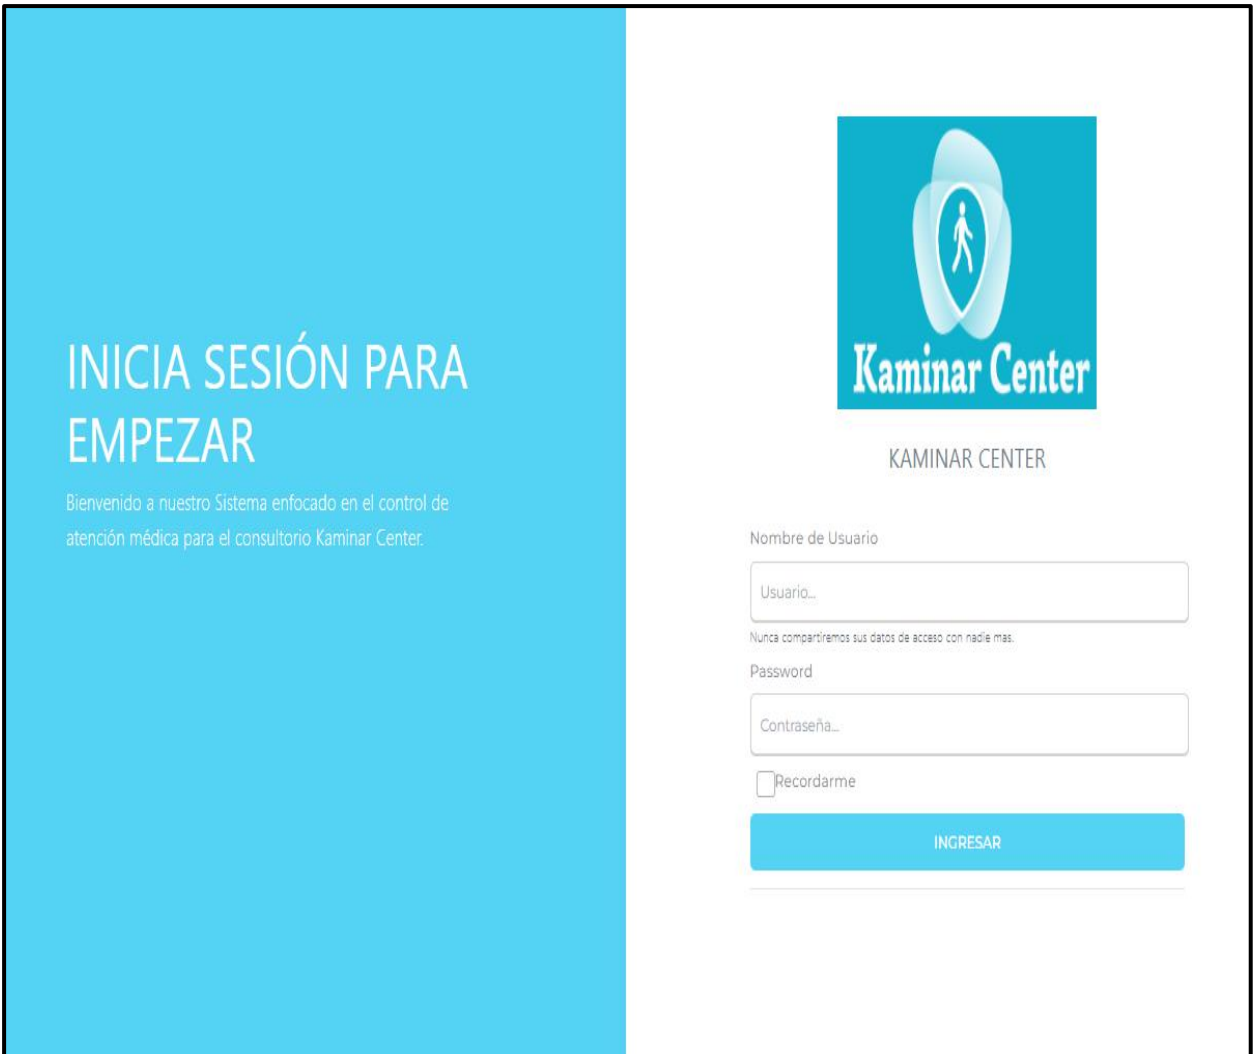 INICIA SESIÓN PARA
EMPEZAR
Bienvenido a nuestro Sistema enfocado en el control de
atención médica para el consultorio Kaminar Center.
Kaminar Center
KAMINAR CENTER
Nombre de Usuario
Usuario...
Nunca compartiremos sus datos de acceso con nadie mas.
Password
Contraseña...
Recordarme
INGRESAR